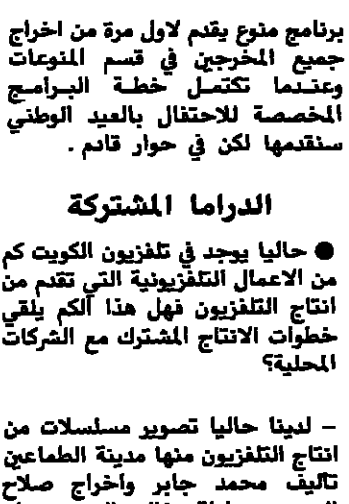 برنامج منوع يقدم لاول مرة من اخراج
جميع المخرجين في قسم المنوعات
وعندما تكتمل خطة البرامج
المخصصة للاحتفال بالعيد الوطني
سنقدمها لكن في حوار قادم .
الدراما المشتركة
● حاليا يوجد في تلفزيون الكويت كم
من الاعمال التلفزيونية التي تقدم من
انتاج التلفزيون فهل هذا الكم يلقي
خطوات الانتاج المشترك مع الشركات
المحلية؟
– لدينا حاليا تصوير مسلسلات من
انتاج التلفزيون منها مدينة الطماعين
تأليف محمد جابر واخراج صلاح